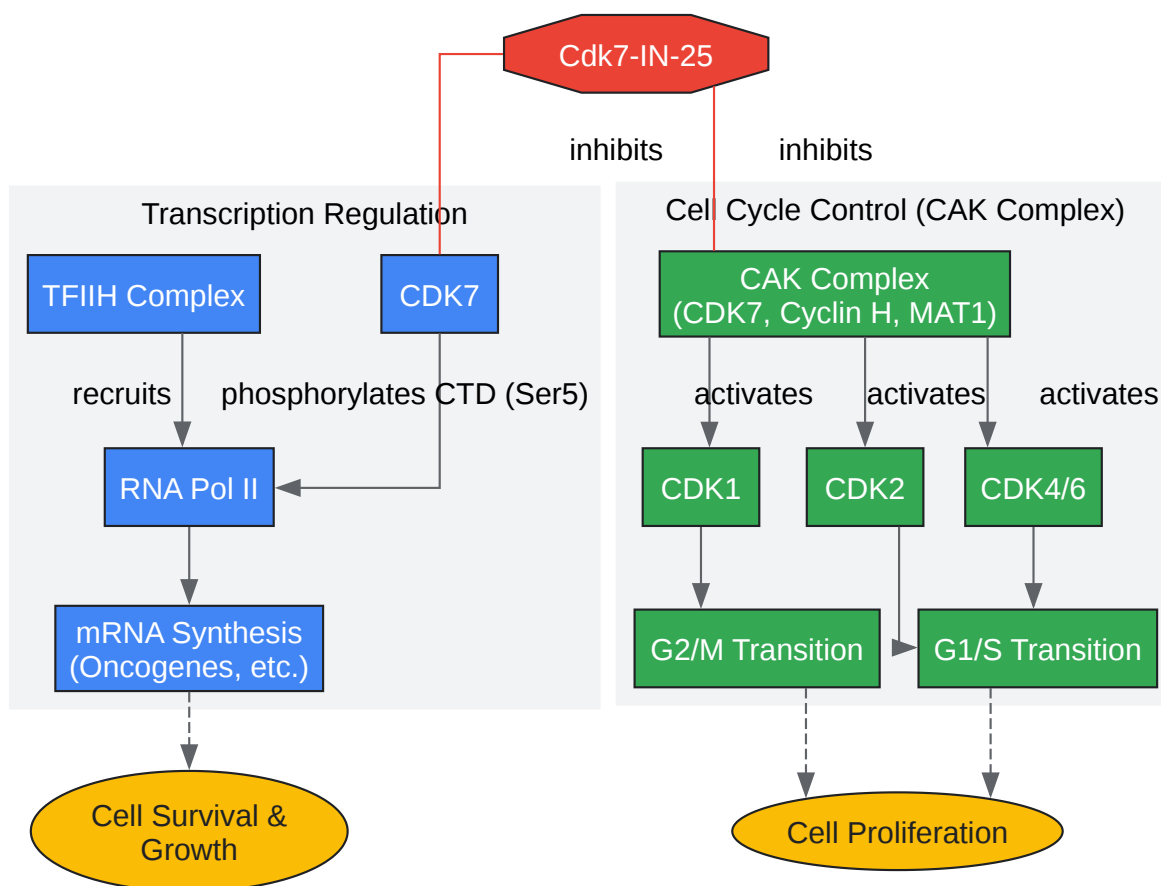 Cdk7-IN-25
inhibits
inhibits
Transcription Regulation
Cell Cycle Control (CAK Complex)
TFIIH Complex
CDK7
CAK Complex
(CDK7, Cyclin H, MAT1)
recruits
phosphorylates CTD (Ser5)
activates
activates
activates
RNA Pol II
CDK1
CDK2
CDK4/6
mRNA Synthesis
(Oncogenes, etc.)
G2/M Transition
G1/S Transition
Cell Survival &
Growth
Cell Proliferation